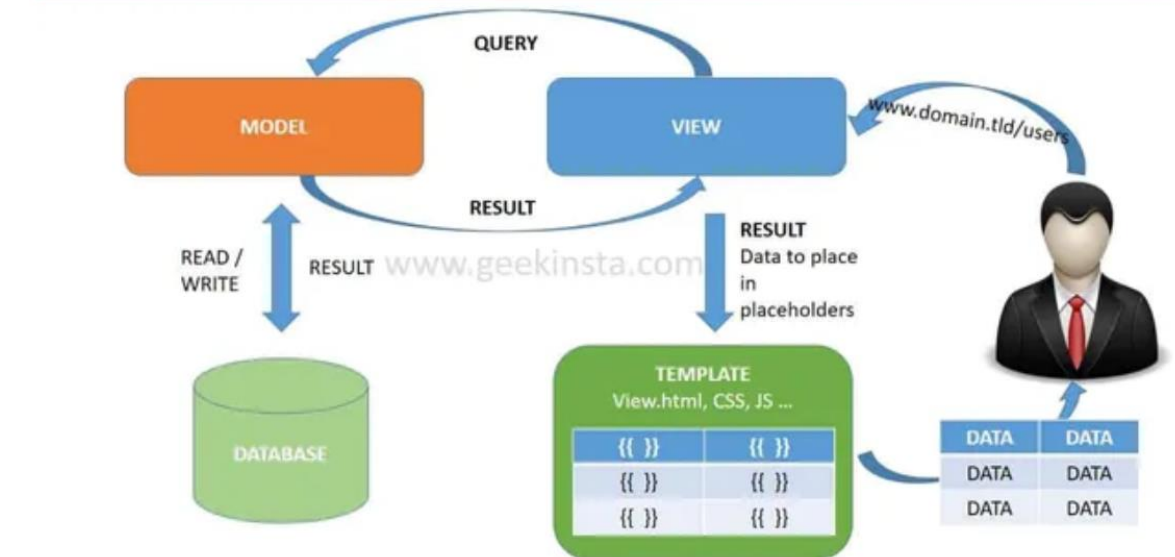 QUERY
MODEL
VIEW
www.domain.tld/users
RESULT
READ /
WRITE
RESULT
www.geekinsta.com
RESULT
Data to place
in
placeholders
DATABASE
TEMPLATE
View.html, CSS, JS ...
{{ }} {{ }}
{{ }} {{ }}
{{ }} {{ }}
DATA DATA
DATA DATA
DATA DATA